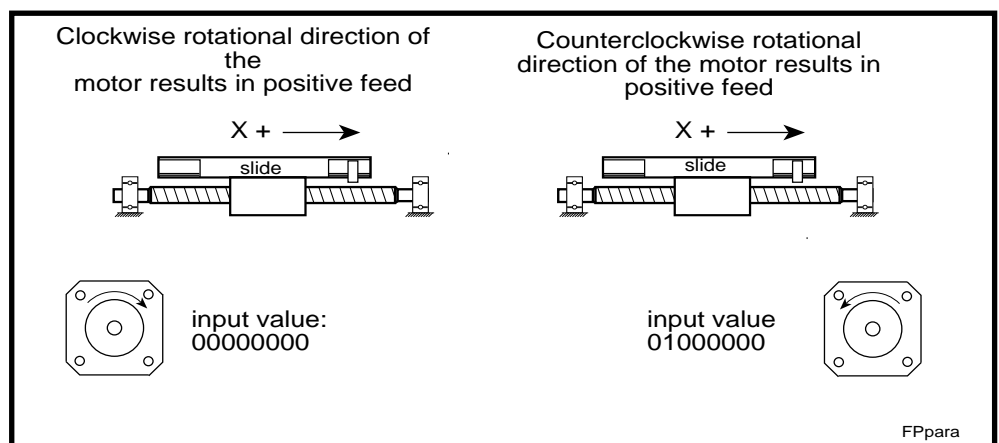 Clockwise rotational direction of
the
motor results in positive feed
X +
slide
input value:
00000000
Counterclockwise rotational
direction of the motor results in
positive feed
X +
slide
input value
01000000
FPpara